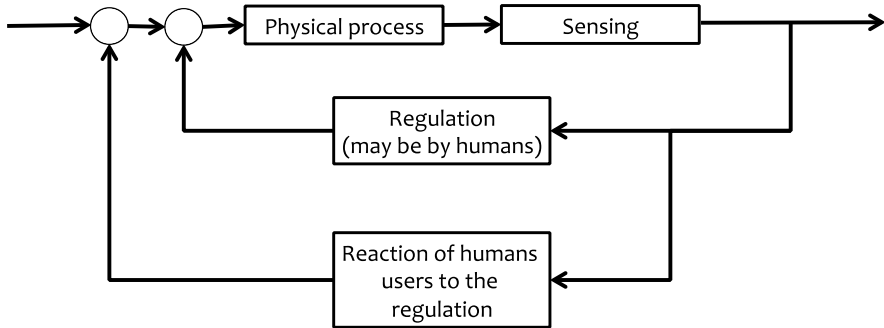 Physical process
Sensing
Regulation
(may be by humans)
Reaction of humans
users to the
regulation